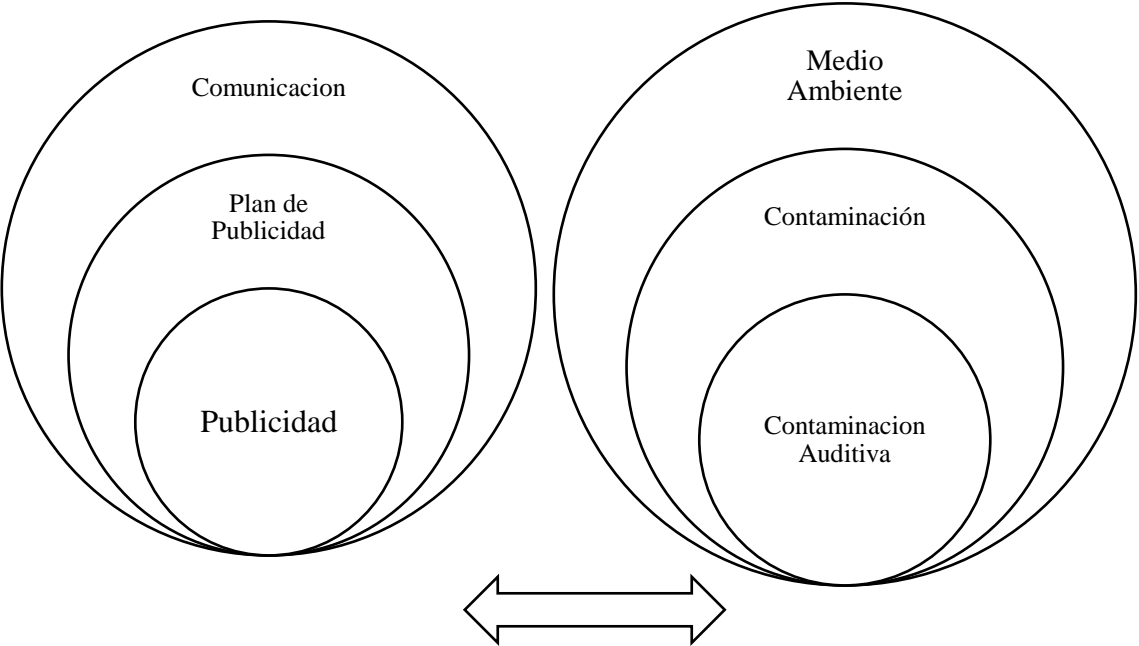 Comunicacion
Plan de
Publicidad
Publicidad
Medio
Ambiente
Contaminación
Contaminacion
Auditiva